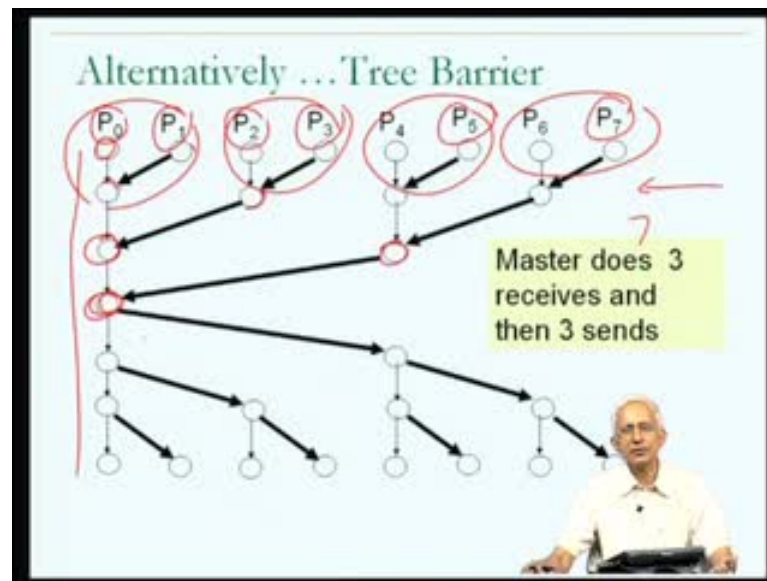 Alternatively ...Tree Barrier
P0 P1 P2 P3 P4 P5 P6 P7
7
Master does 3
receives and
then 3 sends